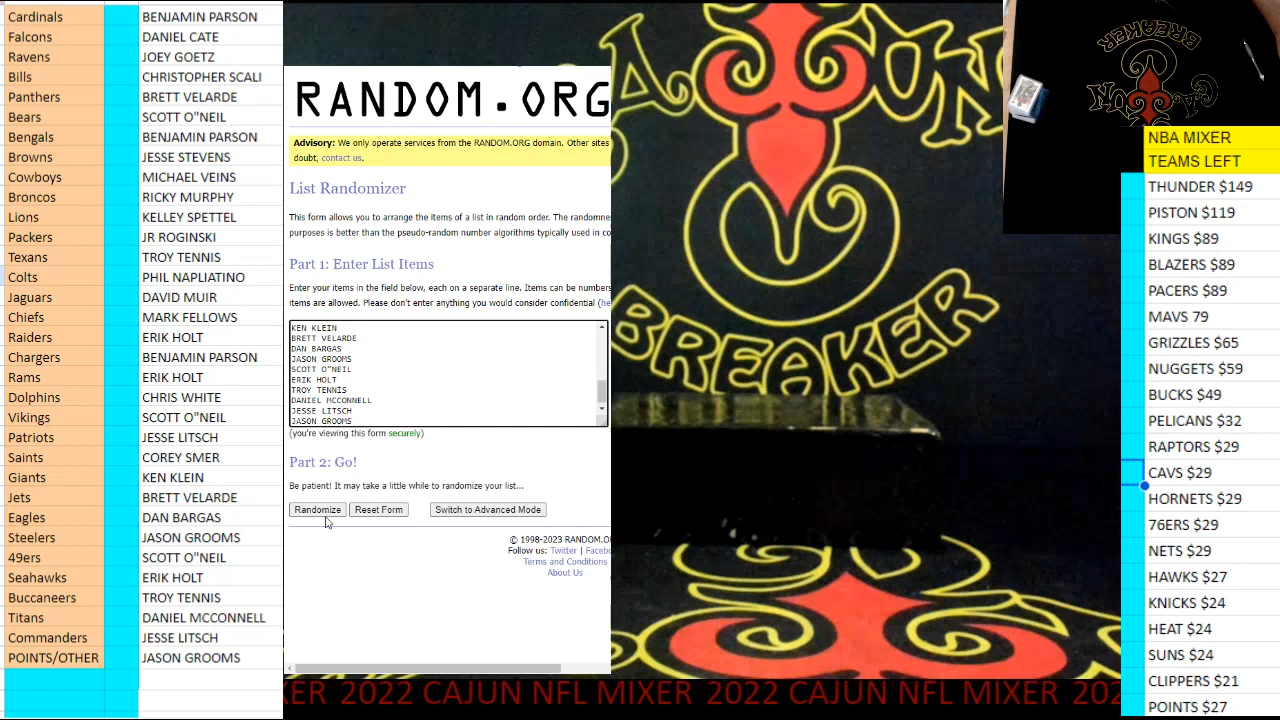 Cardinals BENJAMIN PARSON
Falcons DANIEL CATE
Ravens JOEY GOETZ
Bills CHRISTOPHER SCALI
Panthers BRETT VELARDE
Bears SCOTT O"NEIL
Bengals BENJAMIN PARSON
Browns JESSE STEVENS
Cowboys MICHAEL VEINS
Broncos RICKY MURPHY
Lions KELLEY SPETTEL
Packers JR ROGINSKI
Texans TROY TENNIS
Colts PHIL NAPLIATINO
Jaguars DAVID MUIR
Chiefs MARK FELLOWS
Raiders ERIK HOLT
Chargers BENJAMIN PARSON
Rams ERIK HOLT
Dolphins CHRIS WHITE
Vikings SCOTT O"NEIL
Patriots JESSE LITSCH
Saints COREY SMER
Giants KEN KLEIN
Jets BRETT VELARDE
Eagles DAN BARGAS
Steelers JASON GROOMS
49ers SCOTT O"NEIL
Seahawks ERIK HOLT
Buccaneers TROY TENNIS
Titans DANIEL MCCONNELL
Commanders JESSE LITSCH
POINTS/OTHER JASON GROOMS
RANDOM.ORG
Advisory: We only operate services from the RANDOM.ORG domain. Other sites
doubt, contact us.
List Randomizer
This form allows you to arrange the items of a list in random order. The randomne
purposes is better than the pseudo-random number algorithms typically used in co
Part 1: Enter List Items
Enter your items in the field below, each on a separate line. Items can be numbers
items are allowed. Please don't enter anything you would consider confidential (he
KEN KLEIN
BRETT VELARDE
DAN BARGAS
JASON GROOMS
SCOTT O"NEIL
ERIK HOLT
TROY TENNIS
DANIEL MCCONNELL
JESSE LITSCH
JASON GROOMS
(you're viewing this form securely)
Part 2: Go!
Be patient! It may take a little while to randomize your list...
Randomize Reset Form Switch to Advanced Mode
© 1998-2023 RANDOM.OR
Follow us: Twitter | Facebo
Terms and Conditions
About Us
BREAKER
BREAKER
NBA MIXER
TEAMS LEFT
THUNDER $149
PISTON $119
KINGS $89
BLAZERS $89
PACERS $89
MAVS 79
GRIZZLES $65
NUGGETS $59
BUCKS $49
PELICANS $32
RAPTORS $29
CAVS $29
HORNETS $29
76ERS $29
NETS $29
HAWKS $27
KNICKS $24
HEAT $24
SUNS $24
CLIPPERS $21
POINTS $27
XER 2022 CAJUN NFL MIXER 2022 CAJUN NFL MIXER 202